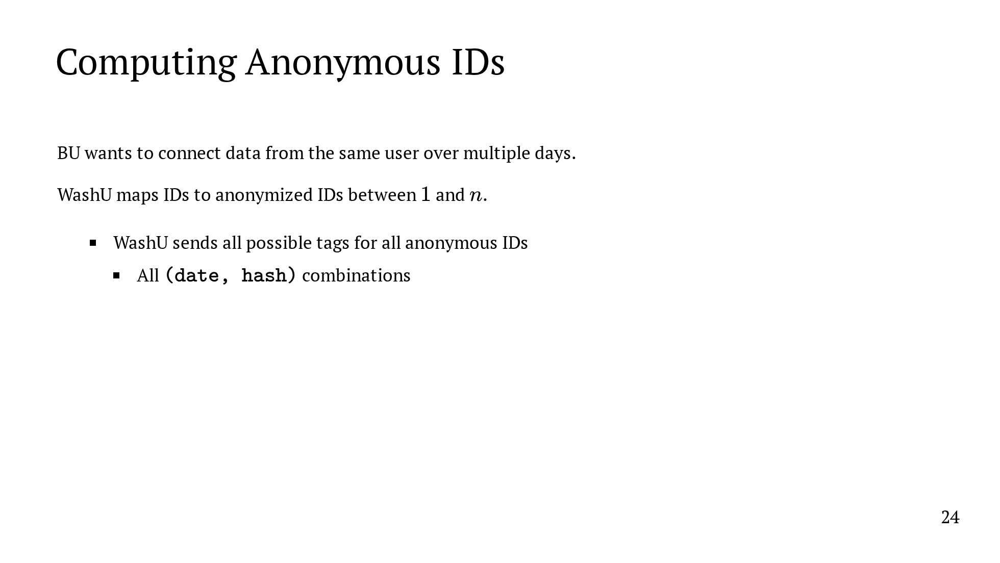 Computing Anonymous IDs
BU wants to connect data from the same user over multiple days.
WashU maps IDs to anonymized IDs between 1 and n.
▪ WashU sends all possible tags for all anonymous IDs
▪ All (date, hash) combinations
24